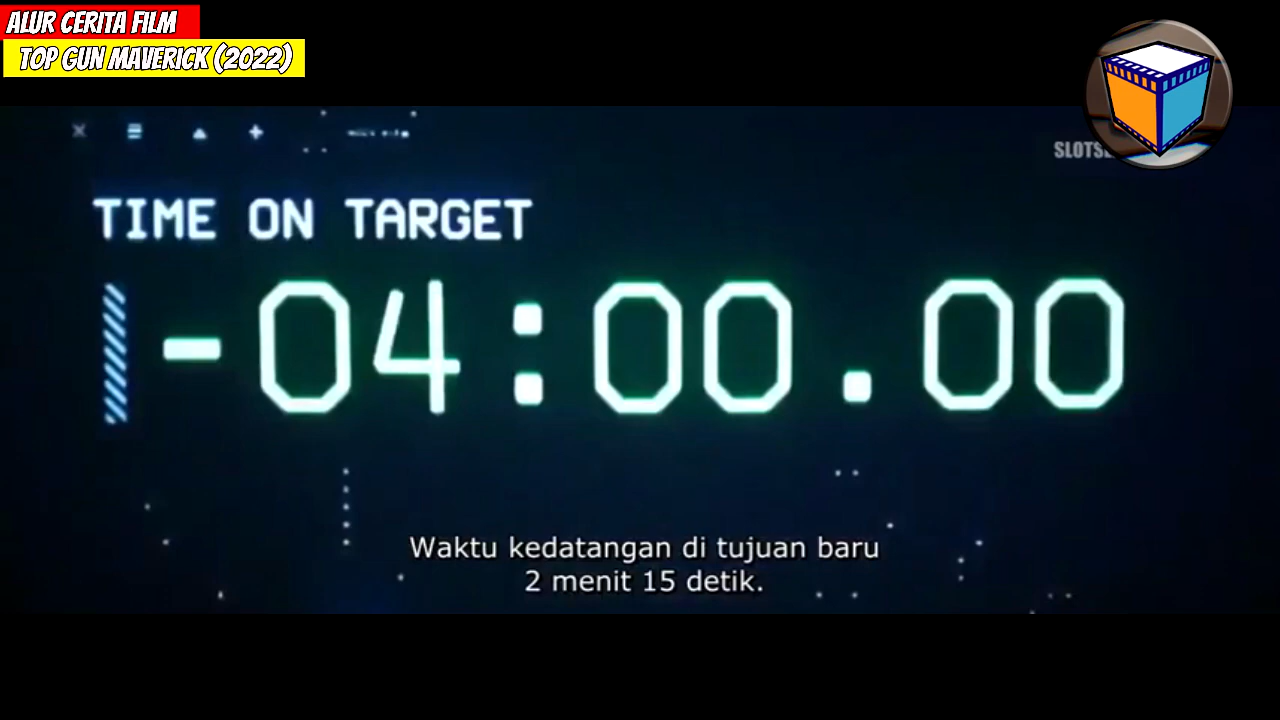 ALUR CERITA FILM
TOP GUN MAVERICK (2022)
TIME ON TARGET
-04:00.00
Waktu kedatangan di tujuan baru
2 menit 15 detik.